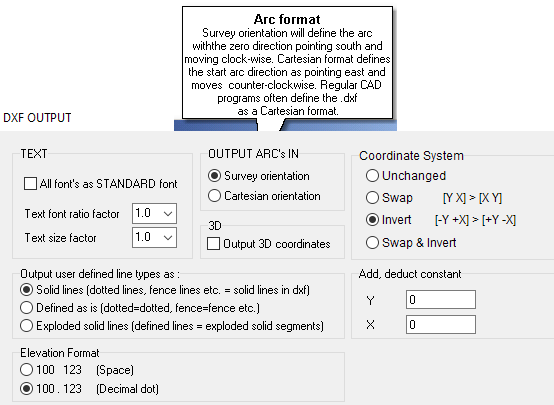 Arc format
Survey orientation will define the arc
withthe zero direction pointing south and
moving clock-wise. Cartesian format defines
the start arc direction as pointing east and
moves counter-clockwise. Regular CAD
programs often define the .dxf
as a Cartesian format.
DXF OUTPUT
TEXT
All font's as STANDARD font
Text font ratio factor 1.0
Text size factor 1.0
OUTPUT ARC's IN
Survey orientation
Cartesian orientation
3D
Output 3D coordinates
Coordinate System
Unchanged
Swap [Y X] > [X Y]
Invert [-Y +X] > [+Y -X]
Swap & Invert
Output user defined line types as :
Solid lines (dotted lines, fence lines etc. = solid lines in dxf)
Defined as is (dotted=dotted, fence=fence etc.)
Exploded solid lines (defined lines = exploded solid segments)
Add, deduct constant
Y 0
X 0
Elevation Format
100 123 (Space)
100 . 123 (Decimal dot)